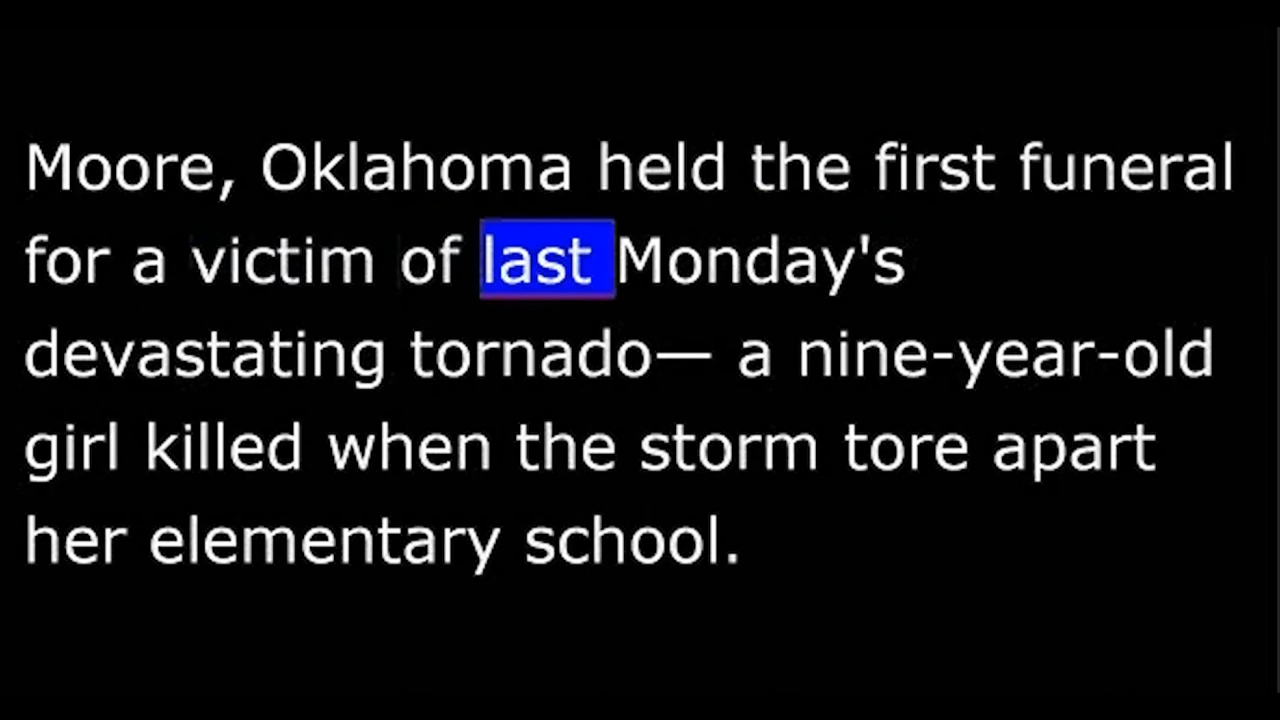 Moore, Oklahoma held the first funeral
for a victim of last Monday's
devastating tornado— a nine-year-old
girl killed when the storm tore apart
her elementary school.